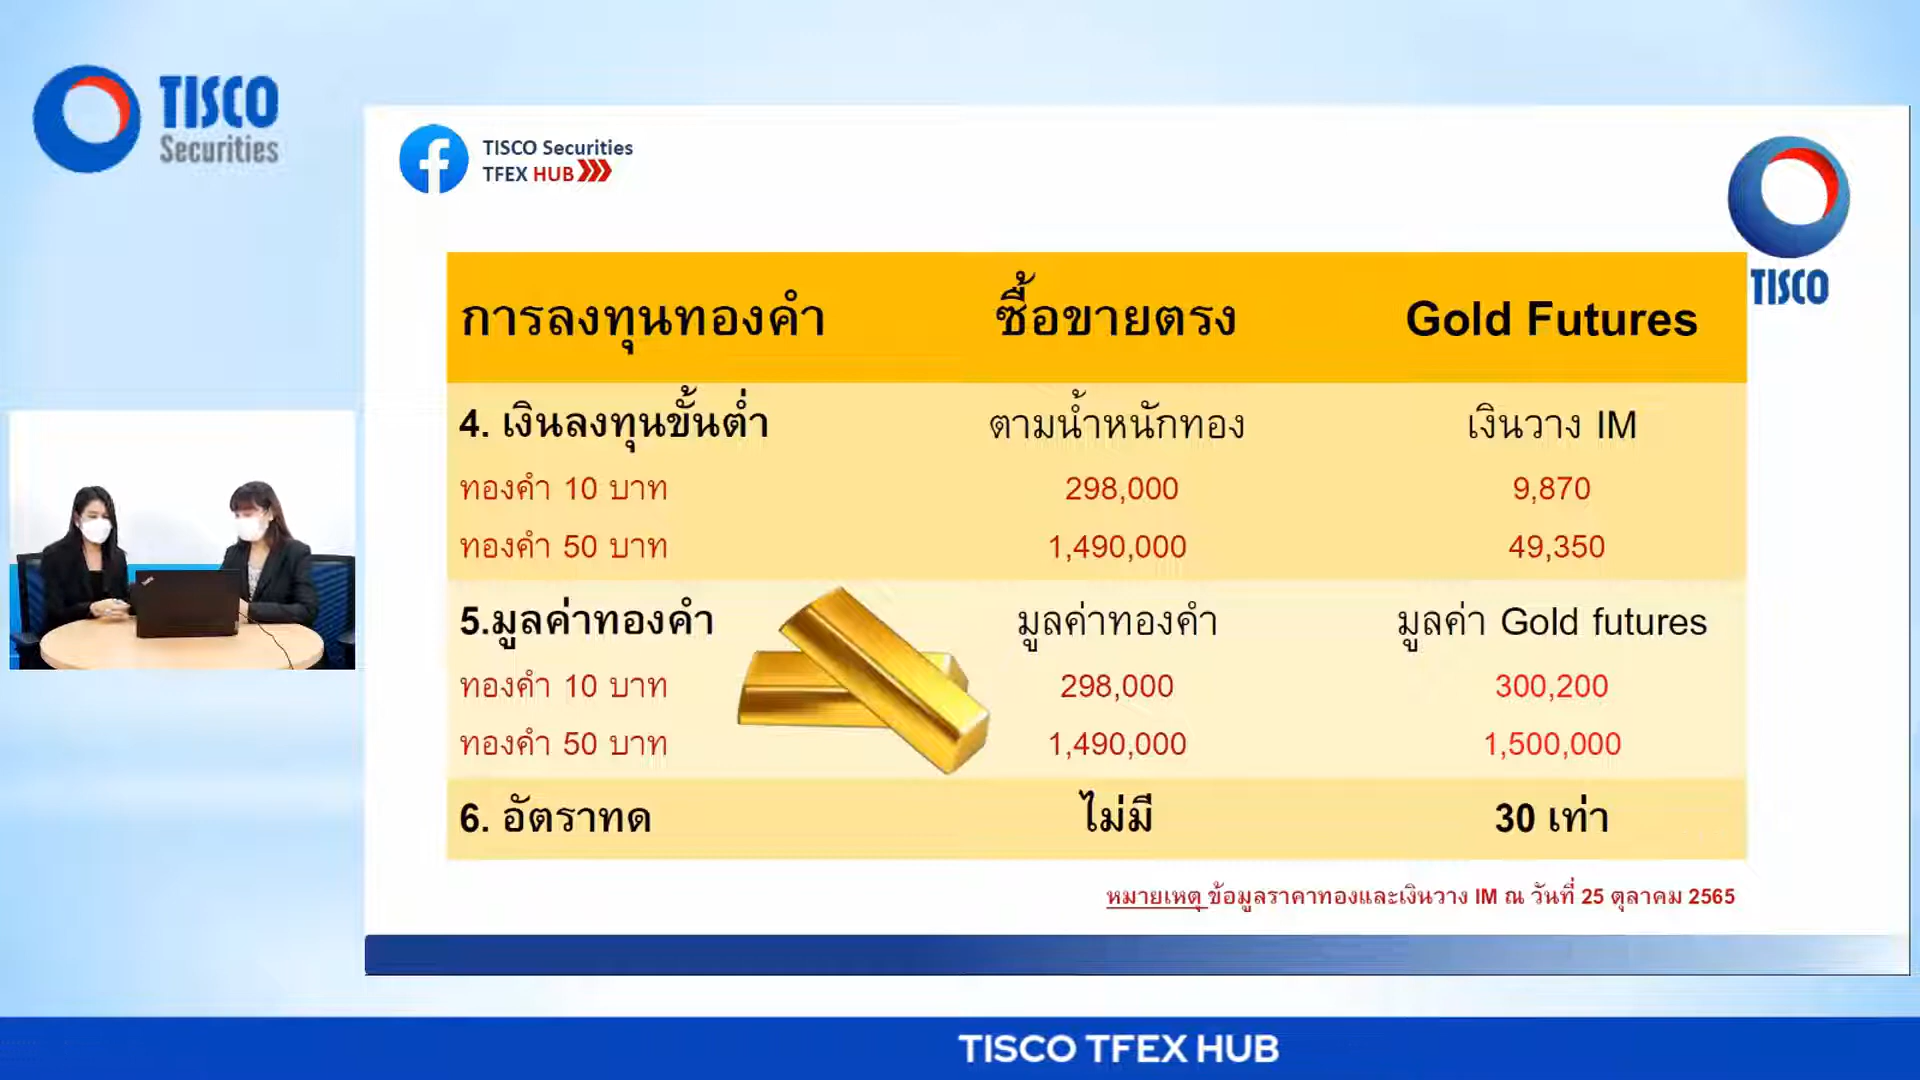 TISCO
Securities
TISCO Securities
TFEX HUB
TISCO
การลงทุนทองคำ ซื้อขายตรง Gold Futures
4. เงินลงทุนขั้นต่ำ ตามน้ำหนักทอง เงินวาง IM
ทองคำ 10 บาท 298,000 9,870
ทองคำ 50 บาท 1,490,000 49,350
5.มูลค่าทองคำ มูลค่าทองคำ มูลค่า Gold futures
ทองคำ 10 บาท 298,000 300,200
ทองคำ 50 บาท 1,490,000 1,500,000
6. อัตราทด ไม่มี 30 เท่า
หมายเหตุ ข้อมูลราคาทองและเงินวาง IM ณ วันที่ 25 ตุลาคม 2565
TISCO TFEX HUB